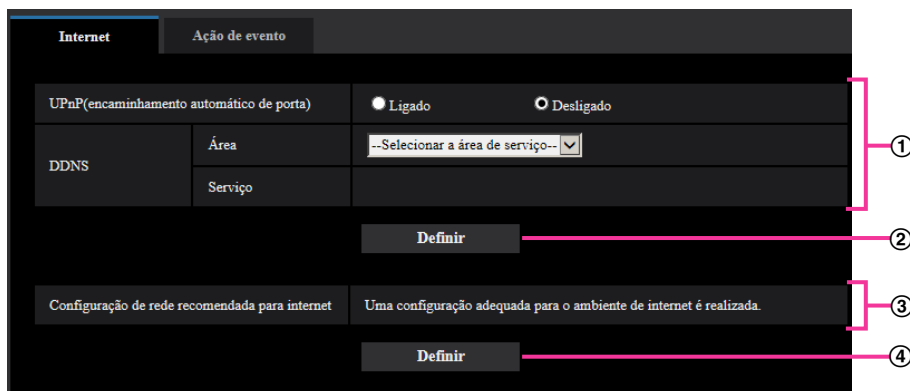 Internet
Ação de evento
UPnP(encaminhamento automático de porta)
Ligado
Desligado
DDNS
Área
--Selecionar a área de serviço--
Serviço
①
Definir
②
Configuração de rede recomendada para internet
Uma configuração adequada para o ambiente de internet é realizada.
③
Definir
④